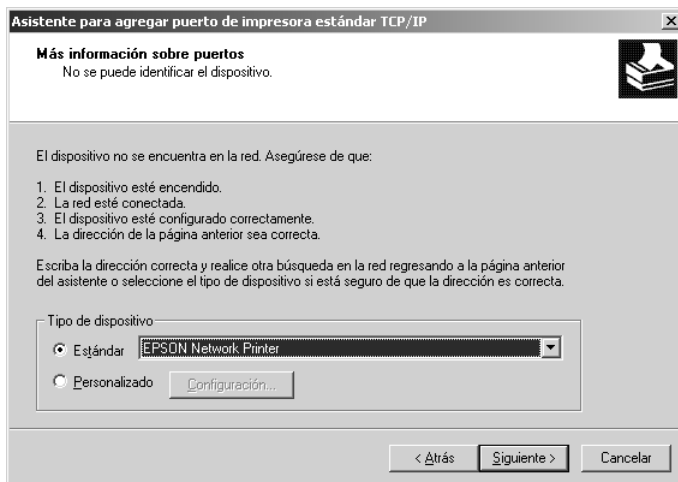 Asistente para agregar puerto de impresora estándar TCP/IP
Más información sobre puertos
No se puede identificar el dispositivo.
El dispositivo no se encuentra en la red. Asegúrese de que:
1. El dispositivo esté encendido.
2. La red esté conectada.
3. El dispositivo esté configurado correctamente.
4. La dirección de la página anterior sea correcta.
Escriba la dirección correcta y realice otra búsqueda en la red regresando a la página anterior
del asistente o seleccione el tipo de dispositivo si está seguro de que la dirección es correcta.
Tipo de dispositivo
Estándar EPSON Network Printer
Personalizado Configuración...
< Atrás Siguiente > Cancelar